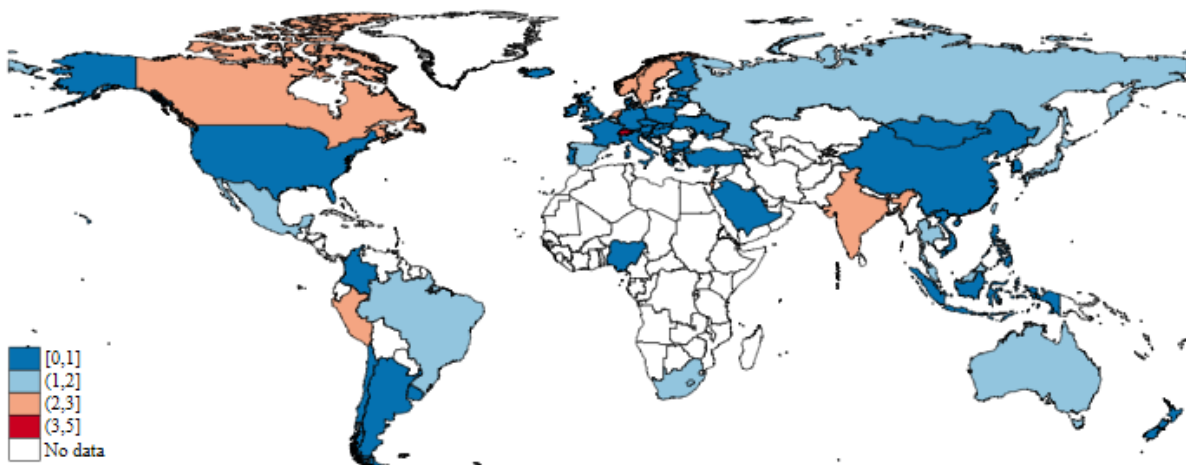 [0,1]
(1,2]
(2,3]
(3,5]
No data